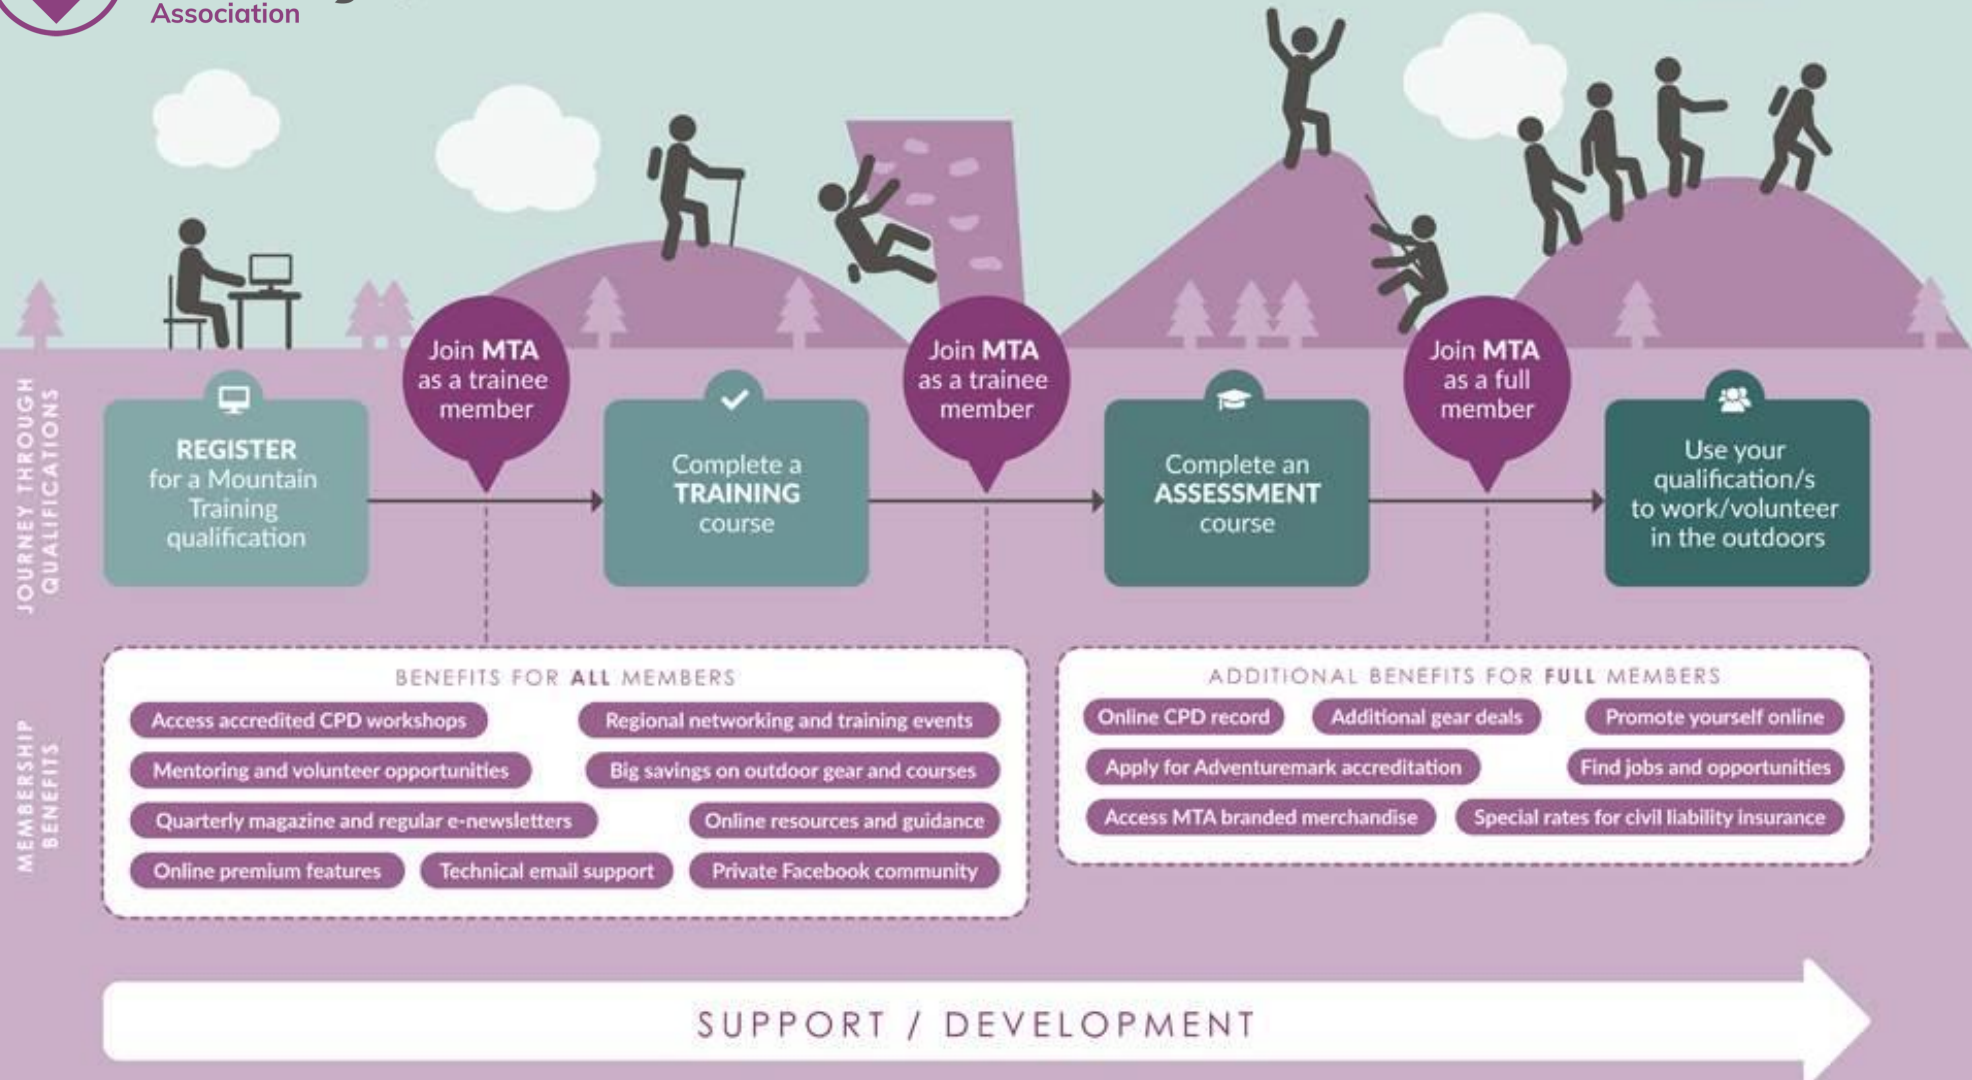 Association
JOURNEY THROUGH
QUALIFICATIONS
REGISTER
for a Mountain
Training
qualification
Join MTA
as a trainee
member
Complete a
TRAINING
course
Join MTA
as a trainee
member
Complete an
ASSESSMENT
course
Join MTA
as a full
member
Use your
qualification/s
to work/volunteer
in the outdoors
MEMBERSHIP
BENEFITS
BENEFITS FOR ALL MEMBERS
Access accredited CPD workshops
Regional networking and training events
Mentoring and volunteer opportunities
Big savings on outdoor gear and courses
Quarterly magazine and regular e-newsletters
Online resources and guidance
Online premium features
Technical email support
Private Facebook community
ADDITIONAL BENEFITS FOR FULL MEMBERS
Online CPD record
Additional gear deals
Promote yourself online
Apply for Adventuremark accreditation
Find jobs and opportunities
Access MTA branded merchandise
Special rates for civil liability insurance
SUPPORT / DEVELOPMENT